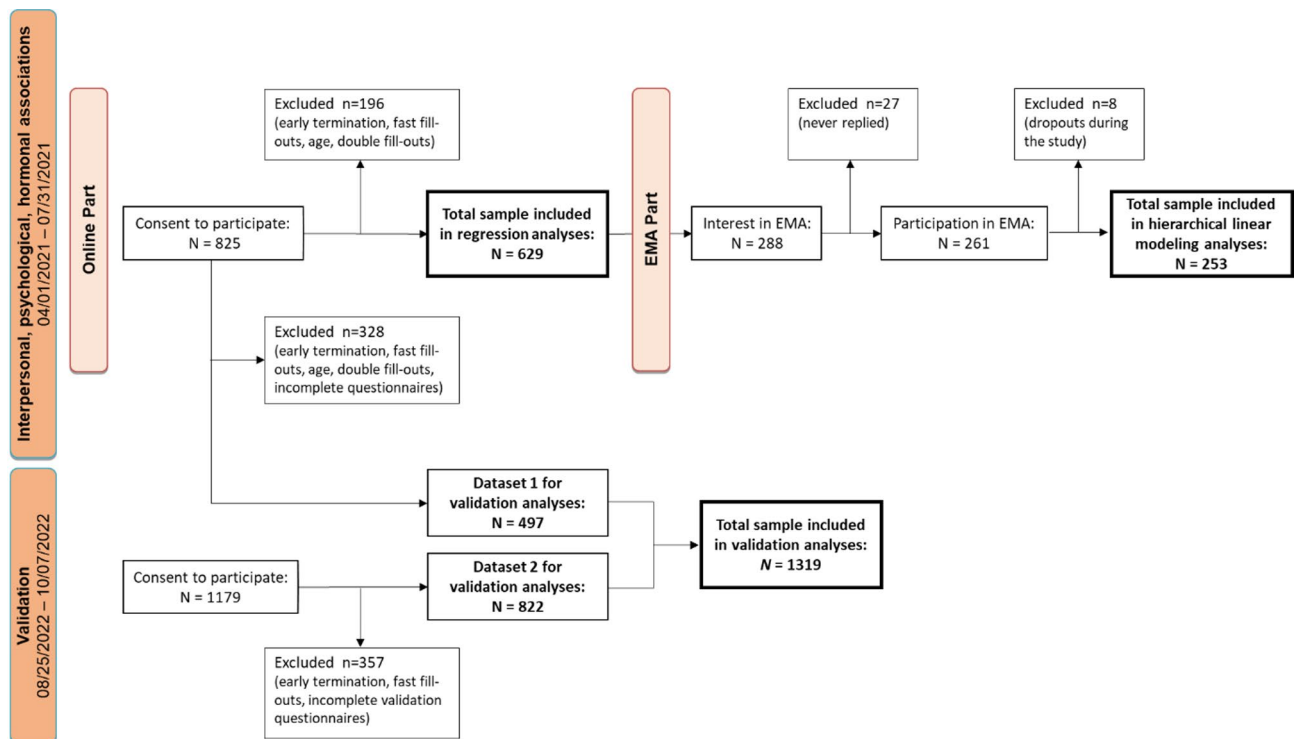 Interpersonal, psychological, hormonal associations
04/01/2021 – 07/31/2021
Online Part
Excluded n=196
(early termination, fast fill-
outs, age, double fill-outs)
Consent to participate:
N = 825
Total sample included
in regression analyses:
N = 629
EMA Part
Interest in EMA:
N = 288
Excluded n=27
(never replied)
Participation in EMA:
N = 261
Excluded n=8
(dropouts during
the study)
Total sample included
in hierarchical linear
modeling analyses:
N = 253
Excluded n=328
(early termination, fast fill-
outs, age, double fill-outs,
incomplete questionnaires)
Validation
08/25/2022 – 10/07/2022
Dataset 1 for
validation analyses:
N = 497
Consent to participate:
N = 1179
Dataset 2 for
validation analyses:
N = 822
Total sample included
in validation analyses:
N = 1319
Excluded n=357
(early termination, fast fill-
outs, incomplete validation
questionnaires)